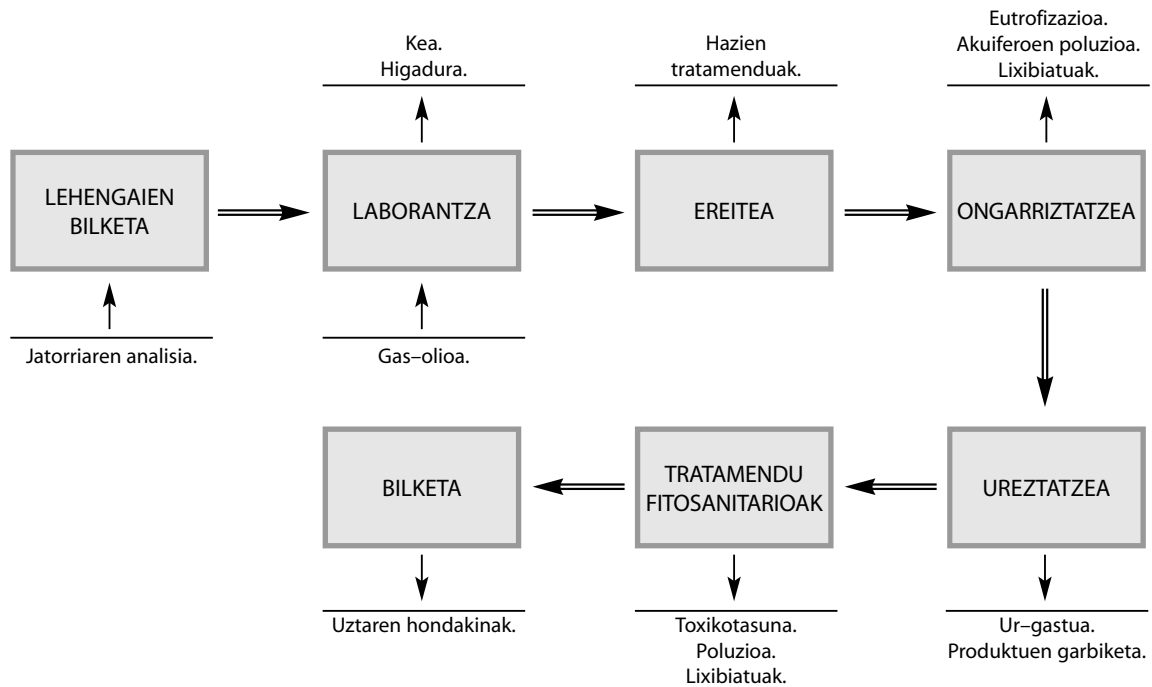 Kea.
Higadura.
Hazien
tratamenduak.
Eutrofizazioa.
Akuiferoen poluzioa.
Lixibiatuak.
LEHENGAIEN
BILKETA
LABORANTZA
EREITEA
ONGARRIZTATZEA
Jatorriaren analisia.
Gas–olioa.
BILKETA
TRATAMENDU
FITOSANITARIOAK
UREZTATZEA
Uztaren hondakinak.
Toxikotasuna.
Poluzioa.
Lixibiatuak.
Ur–gastua.
Produktuen garbiketa.